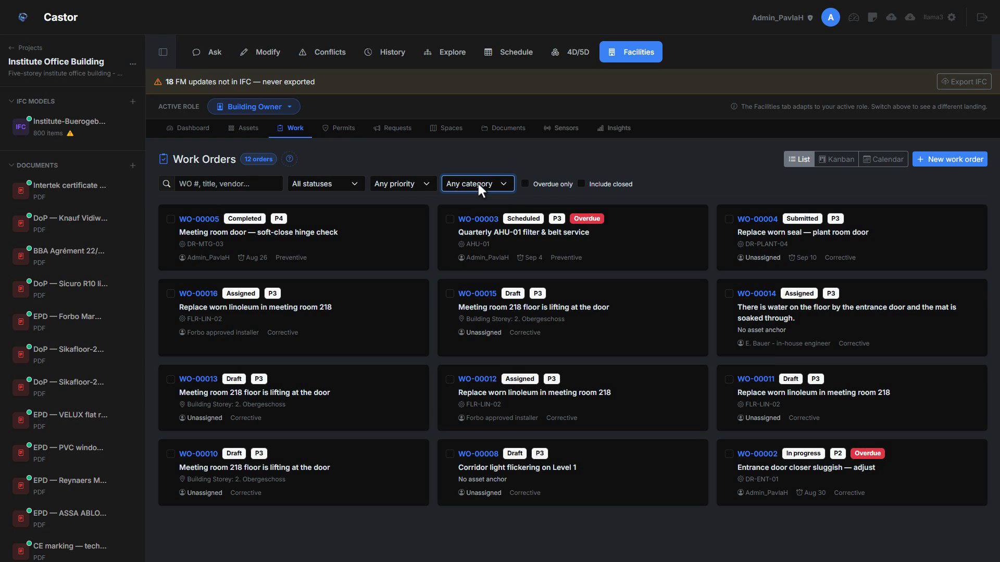 Castor
Admin_PavlaH
A
llama3
Projects
Institute Office Building
Five-storey institute office building - ...
IFC MODELS
IFC
Institute-Buerogeb...
800 items
DOCUMENTS
Intertek certificate ...
PDF
DoP — Knauf Vidiw...
PDF
BBA Agrément 22/...
PDF
DoP — Sicuro R10 li...
PDF
EPD — Forbo Mar...
PDF
DoP — Sikafloor-2...
PDF
DoP — Sikafloor-2...
PDF
EPD — VELUX flat r...
PDF
EPD — PVC windo...
PDF
EPD — Reynaers M...
PDF
EPD — ASSA ABLO...
PDF
CE marking — tech...
PDF
Ask
Modify
Conflicts
History
Explore
Schedule
4D/5D
Facilities
18 FM updates not in IFC — never exported
Export IFC
ACTIVE ROLE
Building Owner
The Facilities tab adapts to your active role. Switch above to see a different landing.
Dashboard
Assets
Work
Permits
Requests
Spaces
Documents
Sensors
Insights
Work Orders
12 orders
List
Kanban
Calendar
+ New work order
WO #, title, vendor...
All statuses
Any priority
Any category
Overdue only
Include closed
WO-00005 Completed P4
Meeting room door — soft-close hinge check
DR-MTG-03
Admin_PavlaH Aug 26 Preventive
WO-00003 Scheduled P3 Overdue
Quarterly AHU-01 filter & belt service
AHU-01
Admin_PavlaH Sep 4 Preventive
WO-00004 Submitted P3
Replace worn seal — plant room door
DR-PLANT-04
Unassigned Sep 10 Corrective
WO-00016 Assigned P3
Replace worn linoleum in meeting room 218
FLR-LIN-02
Forbo approved installer Corrective
WO-00015 Draft P3
Meeting room 218 floor is lifting at the door
Building Storey: 2. Obergeschoss
Unassigned Corrective
WO-00014 Assigned P3
There is water on the floor by the entrance door and the mat is
soaked through.
No asset anchor
E. Bauer - in-house engineer Corrective
WO-00013 Draft P3
Meeting room 218 floor is lifting at the door
Building Storey: 2. Obergeschoss
Unassigned Corrective
WO-00012 Assigned P3
Replace worn linoleum in meeting room 218
FLR-LIN-02
Forbo approved installer Corrective
WO-00011 Draft P3
Replace worn linoleum in meeting room 218
FLR-LIN-02
Unassigned Corrective
WO-00010 Draft P3
Meeting room 218 floor is lifting at the door
Building Storey: 2. Obergeschoss
Unassigned Corrective
WO-00008 Draft P3
Corridor light flickering on Level 1
No asset anchor
Unassigned Corrective
WO-00002 In progress P2 Overdue
Entrance door closer sluggish — adjust
DR-ENT-01
Admin_PavlaH Aug 30 Corrective